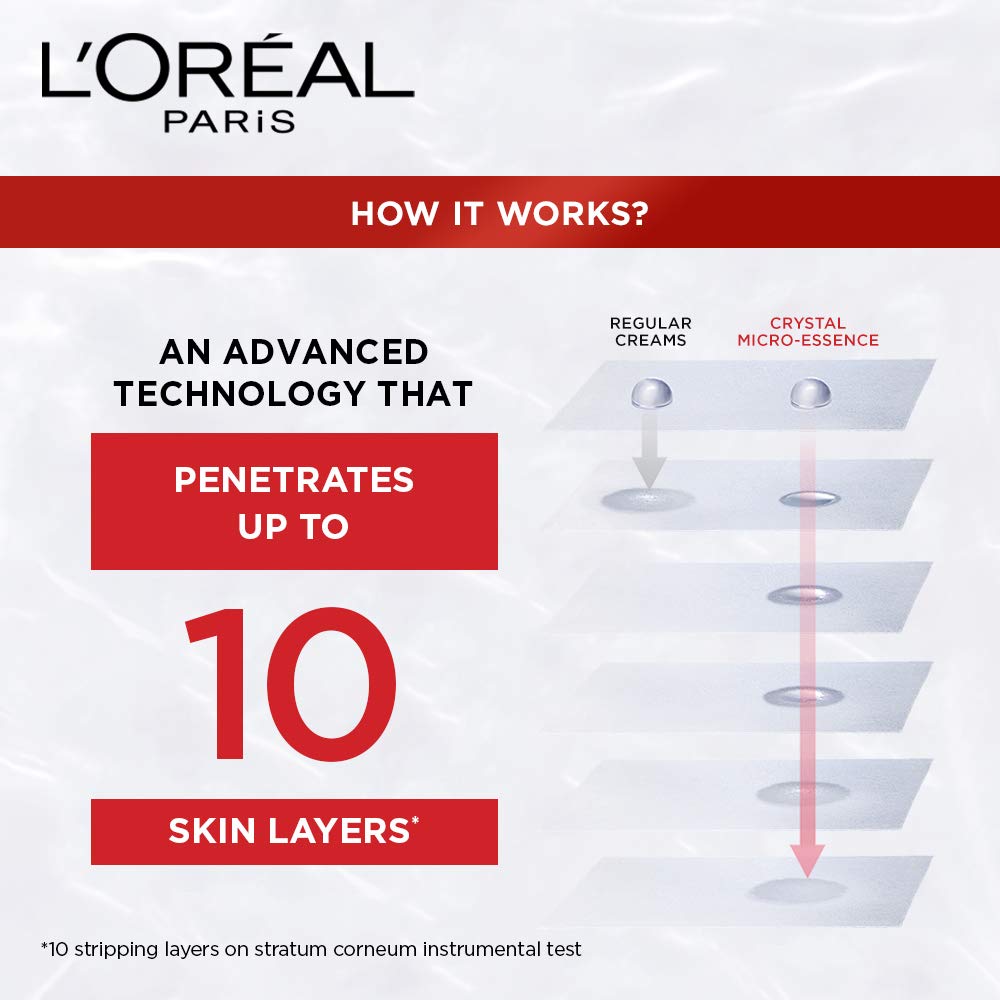 L'ORÉAL
PARiS
HOW IT WORKS?
AN ADVANCED
TECHNOLOGY THAT
PENETRATES
UP TO
10
SKIN LAYERS*
REGULAR
CREAMS
CRYSTAL
MICRO-ESSENCE
*10 stripping layers on stratum corneum instrumental test